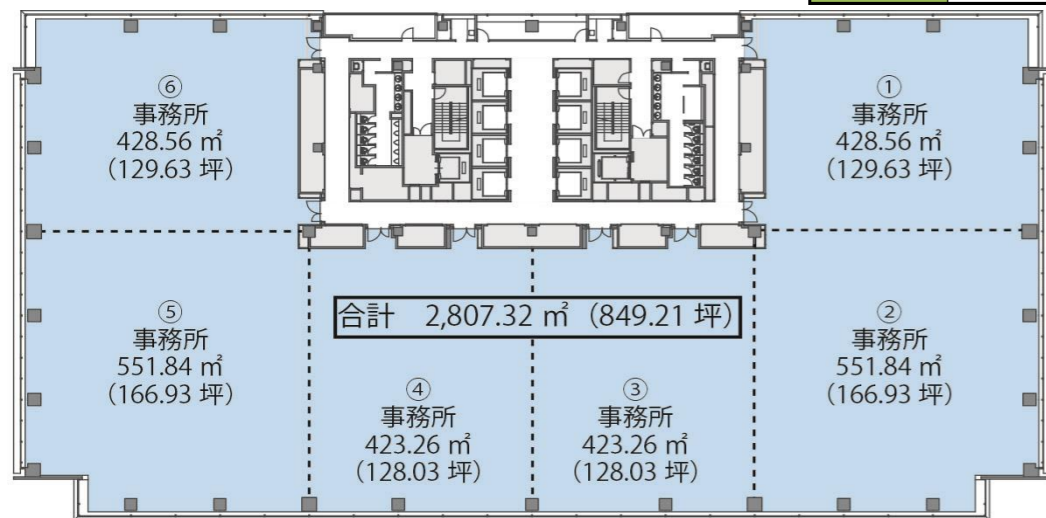 ⑥
事務所
428.56 ㎡
（129.63 坪）
①
事務所
428.56 ㎡
（129.63 坪）
合計　2,807.32 ㎡（849.21 坪）
⑤
事務所
551.84 ㎡
（166.93 坪）
②
事務所
551.84 ㎡
（166.93 坪）
④
事務所
423.26 ㎡
（128.03 坪）
③
事務所
423.26 ㎡
（128.03 坪）